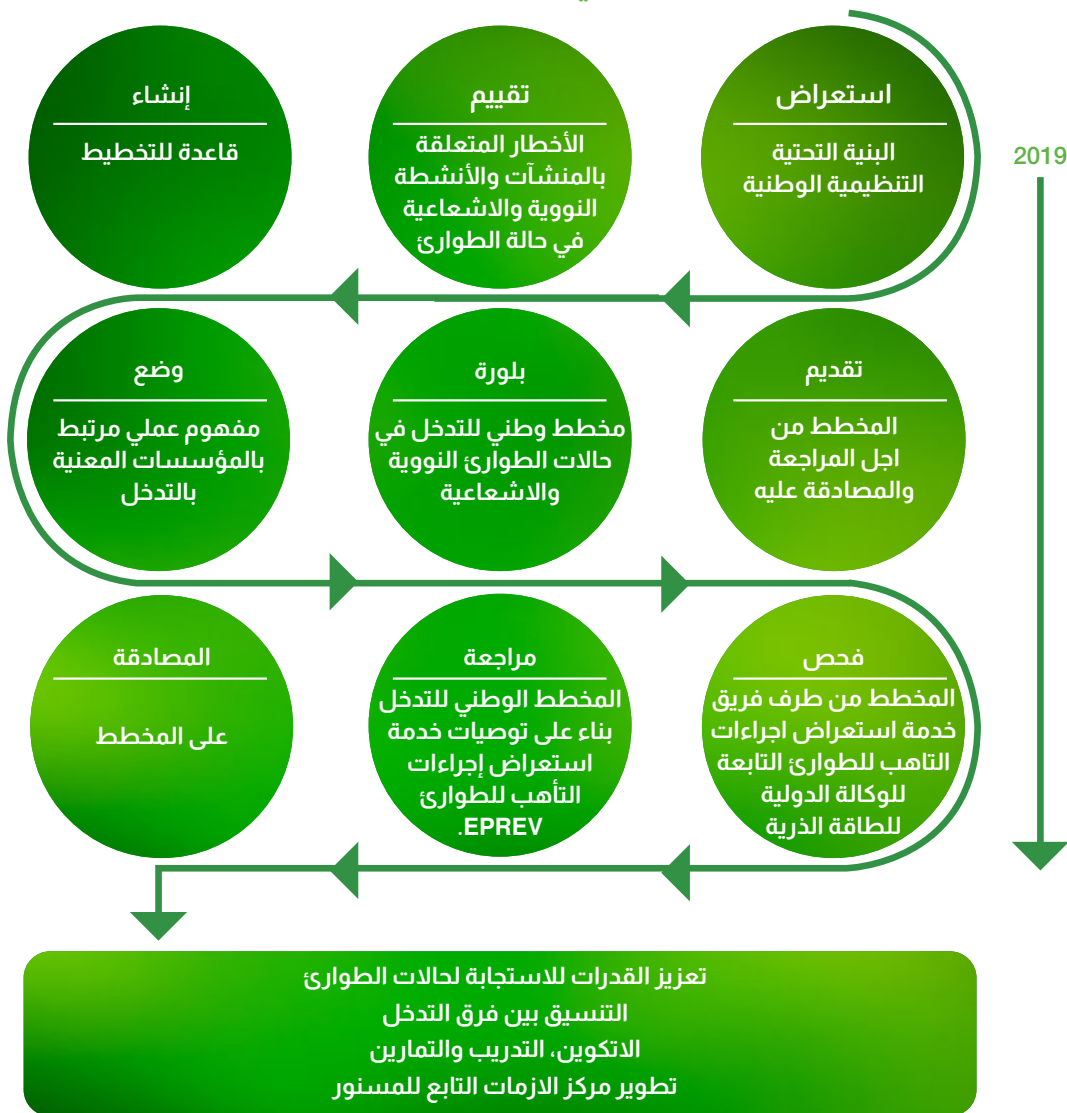 2019
استعراض
البنية التحتية
التنظيمية الوطنية
تقييم
الأخطار المتعلقة
بالمنشآت والأنشطة
النووية والاشعاعية
في حالة الطوارئ
إنشاء
قاعدة للتخطيط
وضع
مفهوم عملي مرتبط
بالمؤسسات المعنية
بالتدخل
بلورة
مخطط وطني للتدخل في
حالات الطوارئ النووية
والاشعاعية
تقديم
المخطط من
اجل المراجعة
والمصادقة عليه
فحص
المخطط من طرف فريق
خدمة استعراض اجراءات
التاهب للطوارئ التابعة
للوكالة الدولية
للطاقة الذرية
مراجعة
المخطط الوطني للتدخل
بناء على توصيات خدمة
استعراض إجراءات
التأهب للطوارئ
EPREV.
المصادقة
على المخطط
تعزيز القدرات للاستجابة لحالات الطوارئ
التنسيق بين فرق التدخل
الاتكوين، التدريب والتمارين
تطوير مركز الازمات التابع للمسنور